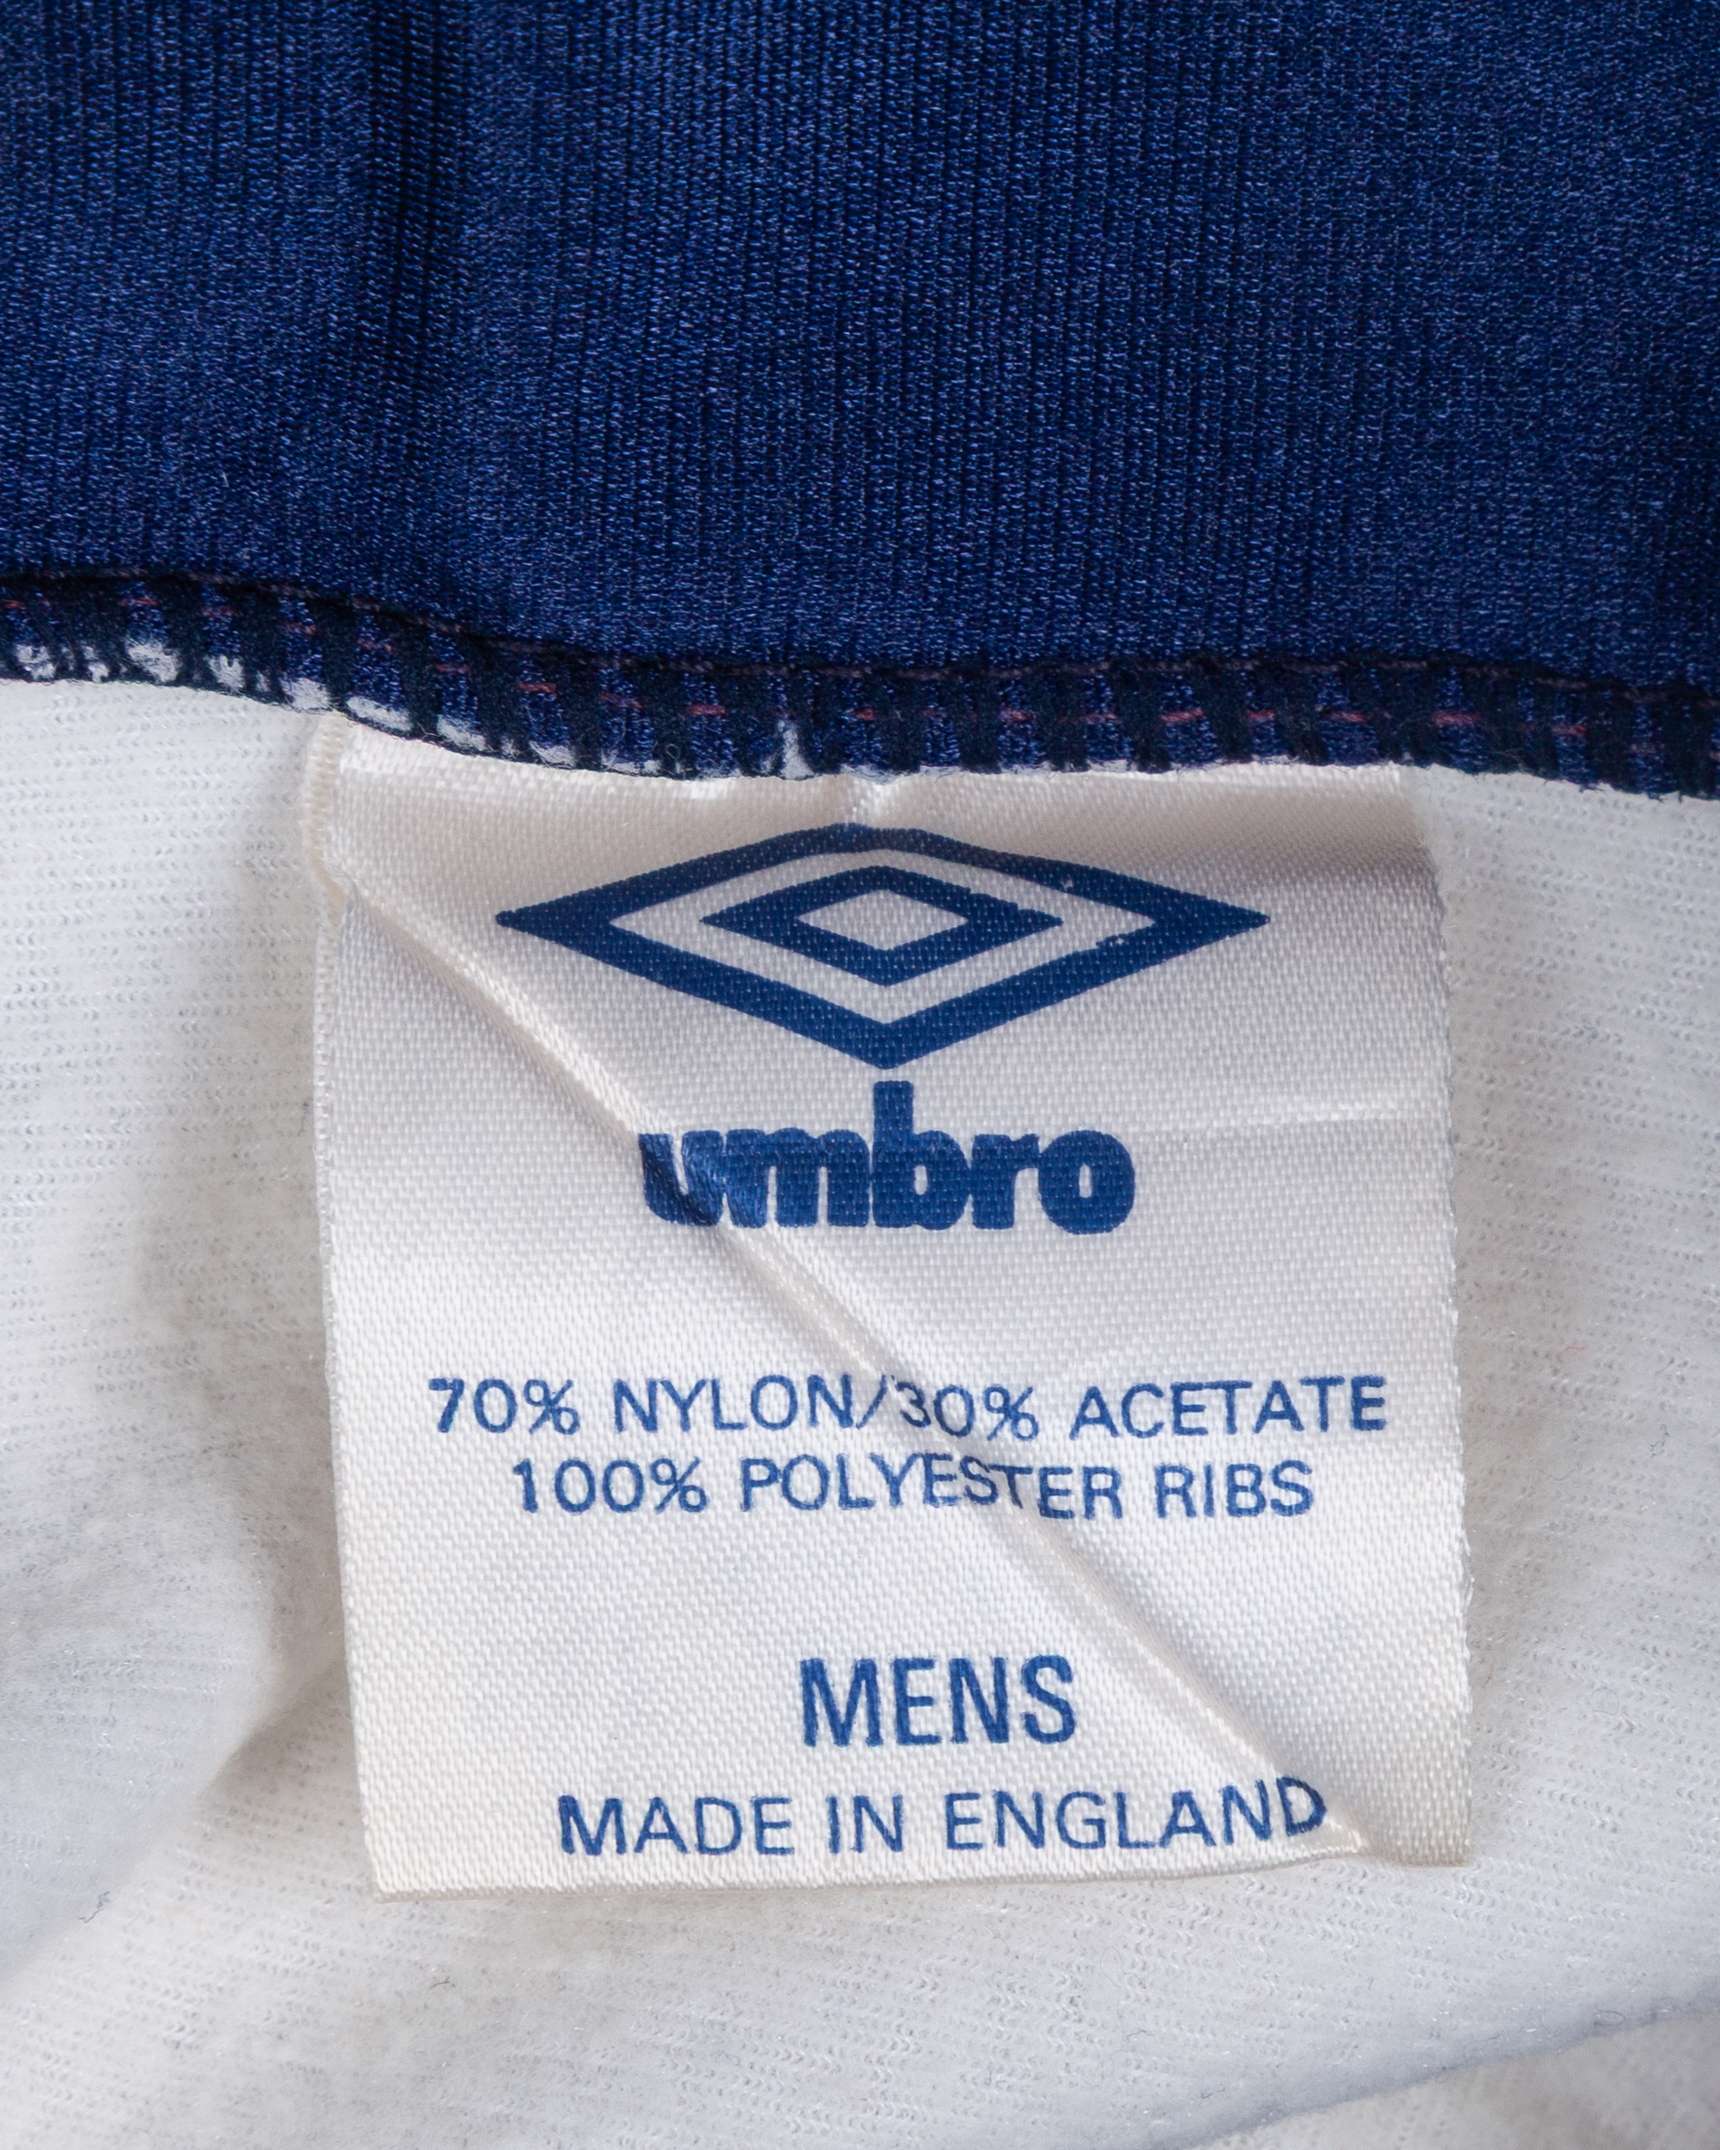 umbro
70% NYLON/30% ACETATE
100% POLYESTER RIBS
MENS
MADE IN ENGLAND